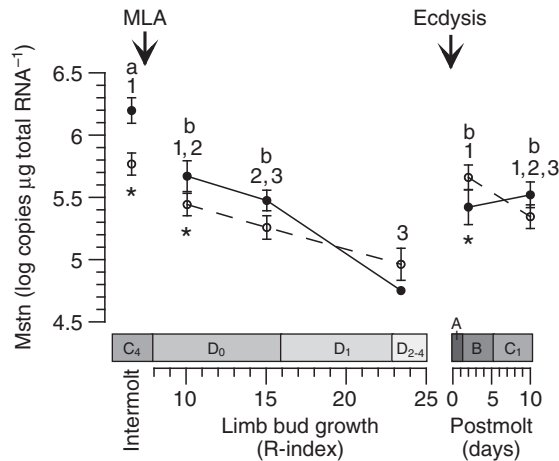 MLA
Ecdysis
Mstn (log copies µg total RNA⁻¹)
6.5
6
5.5
5
4.5
a
1
*
b
1,2
*
b
2,3
3
b
1
*
b
1,2,3
C₄
D₀
D₁
D₂₋₄
A
B
C₁
Intermolt
10
15
20
25
Limb bud growth
(R-index)
0
5
10
Postmolt
(days)